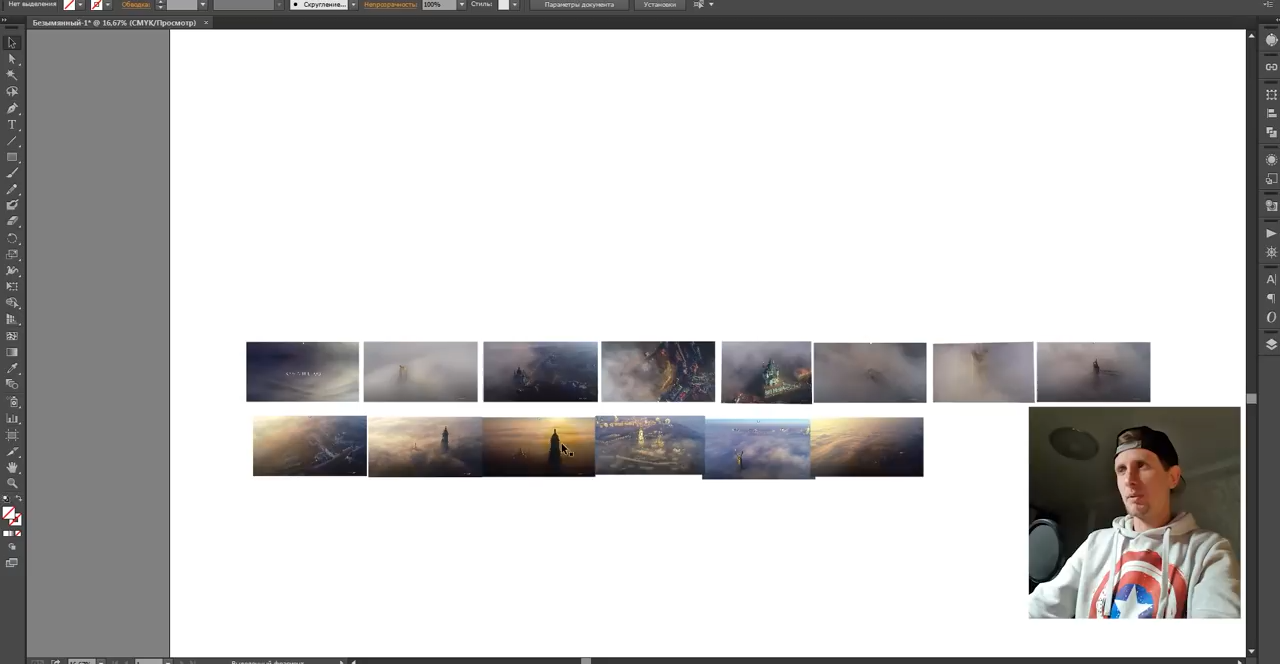 Нет выделения Обводка: Скругление... Непрозрачность: 100% Стиль: Параметры документа Установки
Безымянный-1* @ 16,67% (CMYK/Просмотр) ×